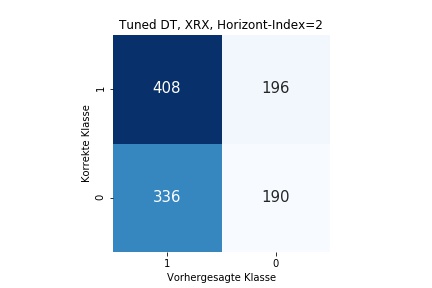 Tuned DT, XRX, Horizont-Index=2
Korrekte Klasse
1
408
196
0
336
190
1
0
Vorhergesagte Klasse